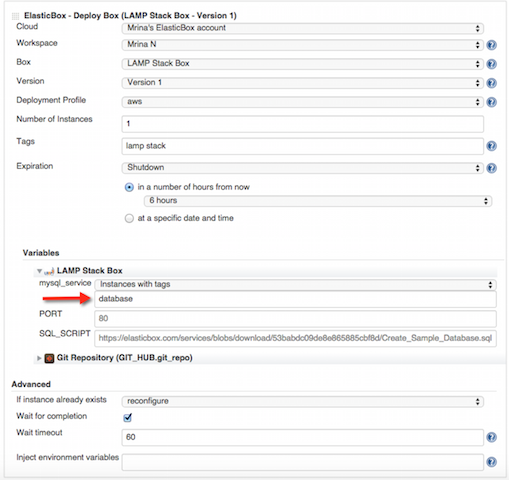 ElasticBox - Deploy Box (LAMP Stack Box - Version 1)
Cloud Mrina's ElasticBox account
Workspace Mrina N
Box LAMP Stack Box
Version Version 1
Deployment Profile aws
Number of Instances 1
Tags lamp stack
Expiration Shutdown
in a number of hours from now
6 hours
at a specific date and time
Variables
LAMP Stack Box
mysql_service Instances with tags
database
PORT 80
SQL_SCRIPT https://elasticbox.com/services/blobs/download/53babdc09de8e865885cbf8d/Create_Sample_Database.sql
Git Repository (GIT_HUB.git_repo)
Advanced
If instance already exists reconfigure
Wait for completion
Wait timeout 60
Inject environment variables